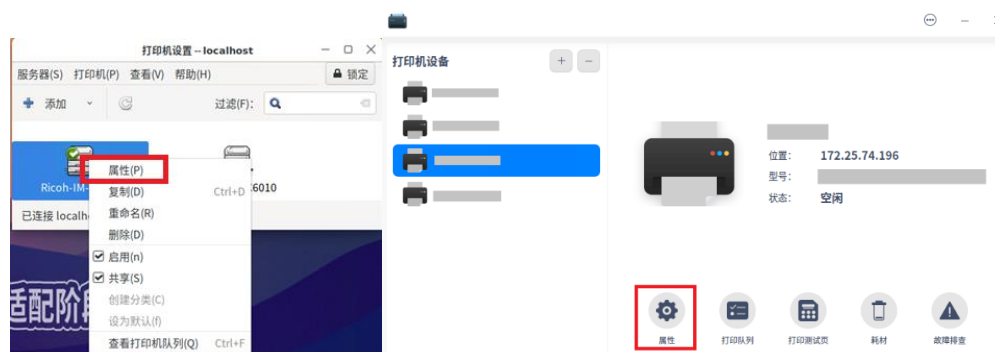 打印机设置 -- localhost
服务器(S) 打印机(P) 查看(V) 帮助(H) 锁定
添加 过滤(F):
Ricoh-IM- 6010
已连接 localh
属性(P)
复制(D) Ctrl+D
重命名(R)
删除(D)
启用(n)
共享(S)
创建分类(C)
设为默认(f)
查看打印机队列(Q) Ctrl+F
适配阶
打印机设备
位置: 172.25.74.196
型号:
状态: 空闲
属性
打印队列
打印测试页
耗材
故障排查